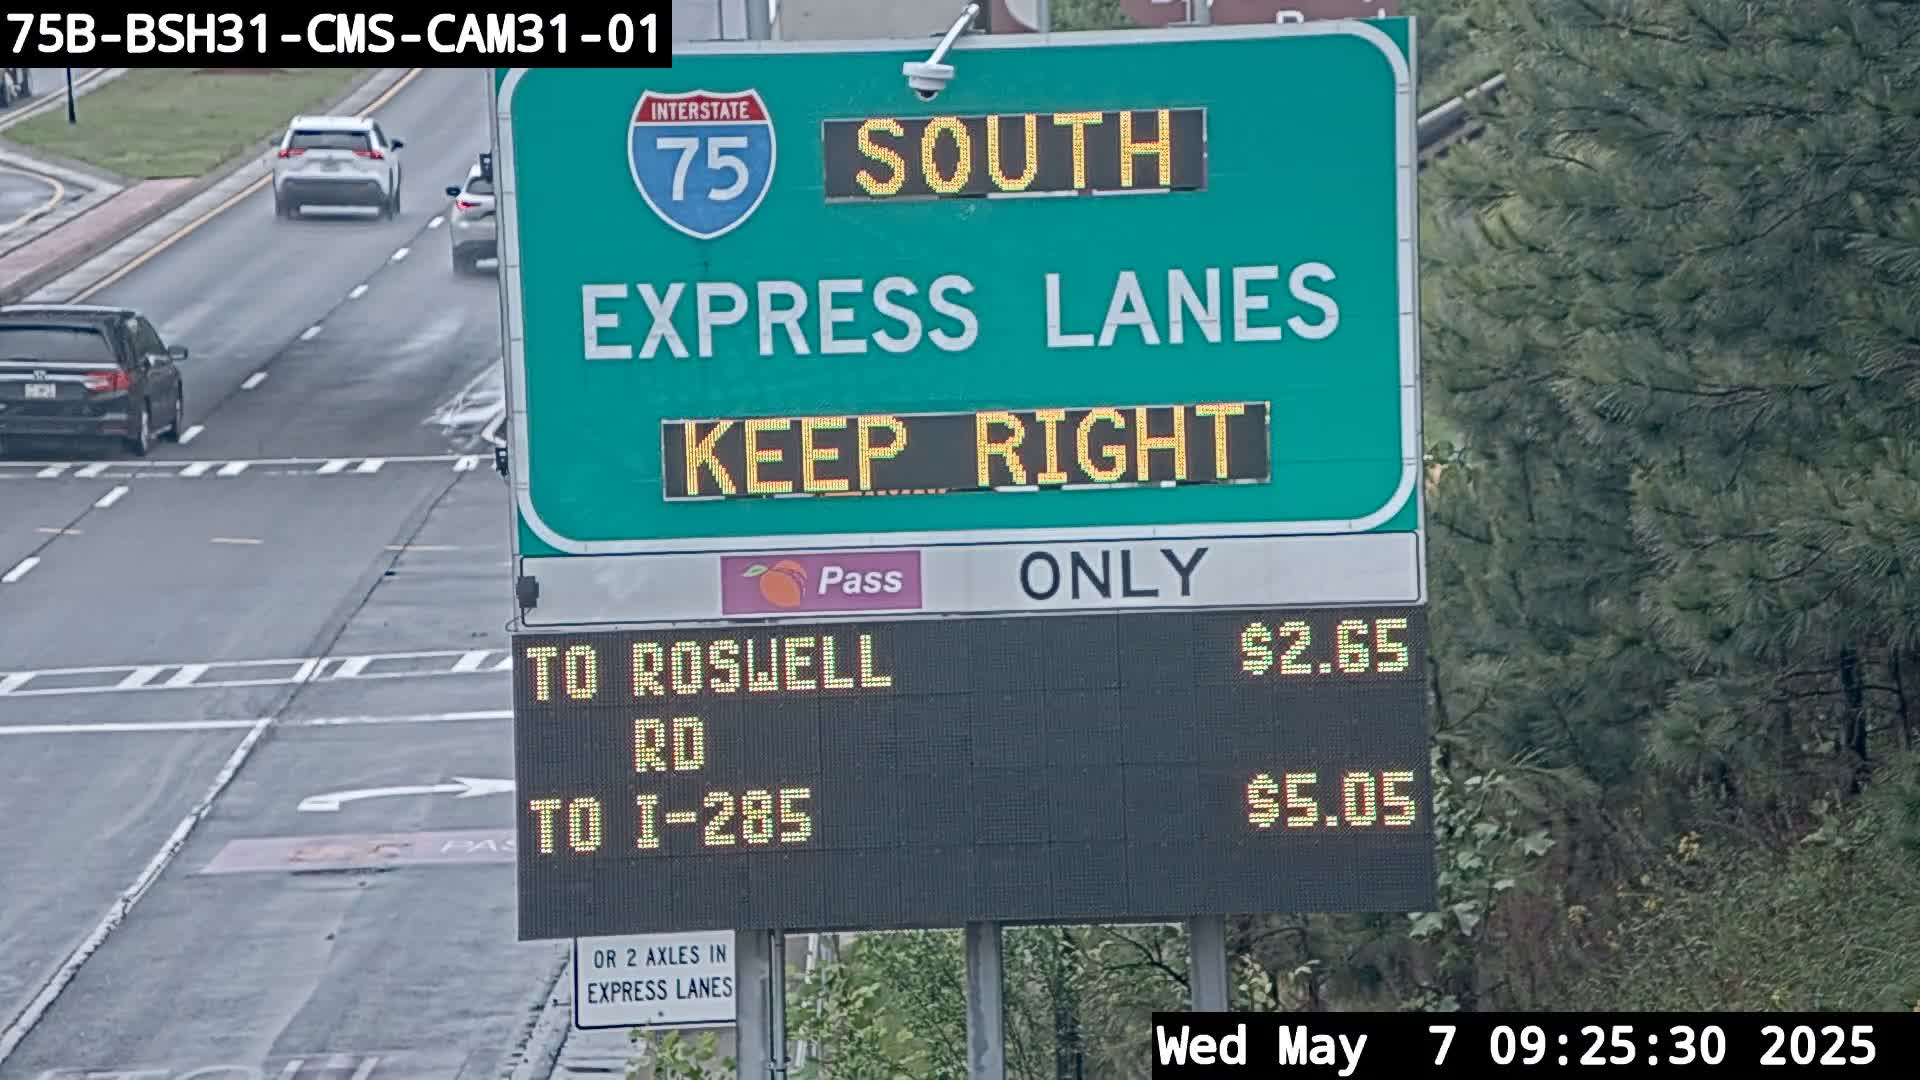 75B-BSH31-CMS-CAM31-01
INTERSTATE
75
SOUTH
EXPRESS LANES
KEEP RIGHT
Pass ONLY
TO ROSWELL $2.65
RD
TO I-285 $5.05
OR 2 AXLES IN
EXPRESS LANES
Wed May 7 09:25:30 2025